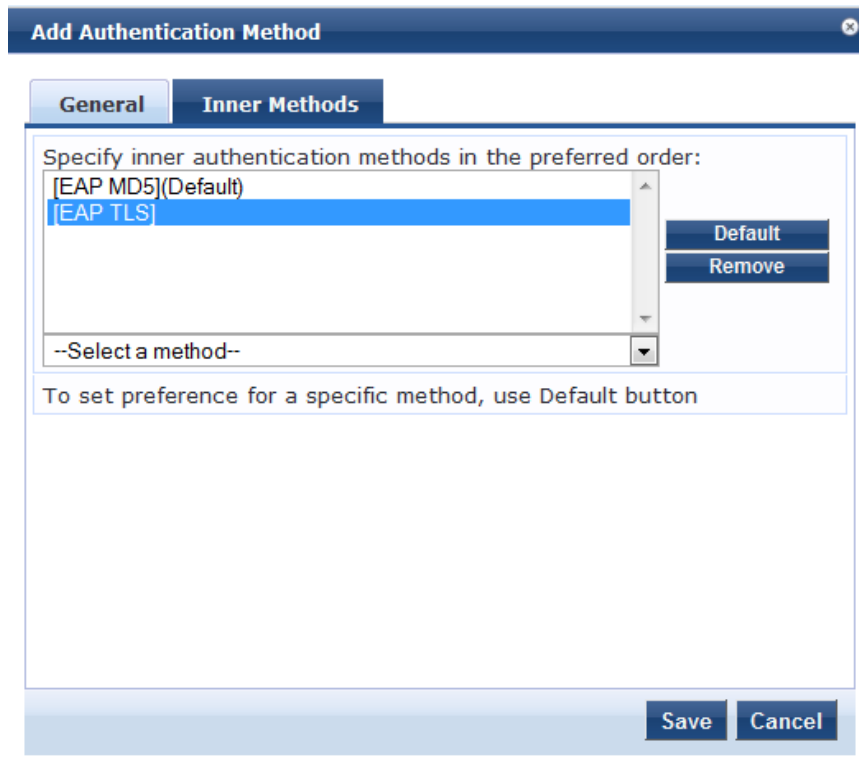 Add Authentication Method
General
Inner Methods
Specify inner authentication methods in the preferred order:
[EAP MD5](Default)
[EAP TLS]
Default
Remove
--Select a method--
To set preference for a specific method, use Default button
Save
Cancel